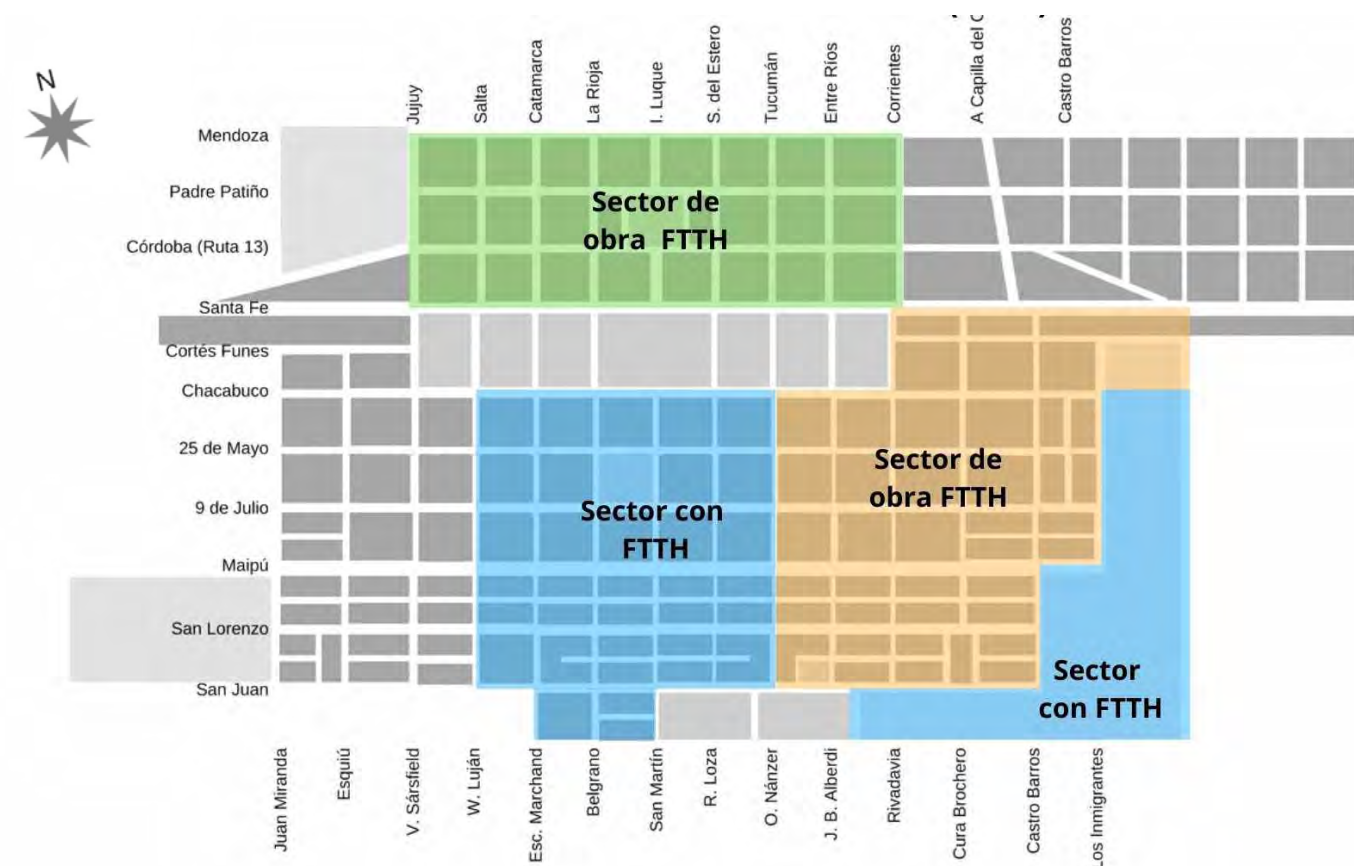 N
Jujuy
Salta
Catamarca
La Rioja
I. Luque
S. del Estero
Tucumán
Entre Ríos
Corrientes
A Capilla del
Castro Barros
Mendoza
Padre Patiño
Córdoba (Ruta 13)
Santa Fe
Cortés Funes
Chacabuco
25 de Mayo
9 de Julio
Maipú
San Lorenzo
San Juan
Sector de
obra FTTH
Sector de
obra FTTH
Sector con
FTTH
Sector
con FTTH
Juan Miranda
Esquiú
V. Sársfield
W. Luján
Esc. Marchand
Belgrano
San Martín
R. Loza
O. Nánzer
J. B. Alberdi
Rivadavia
Cura Brochero
Castro Barros
Los Inmigrantes